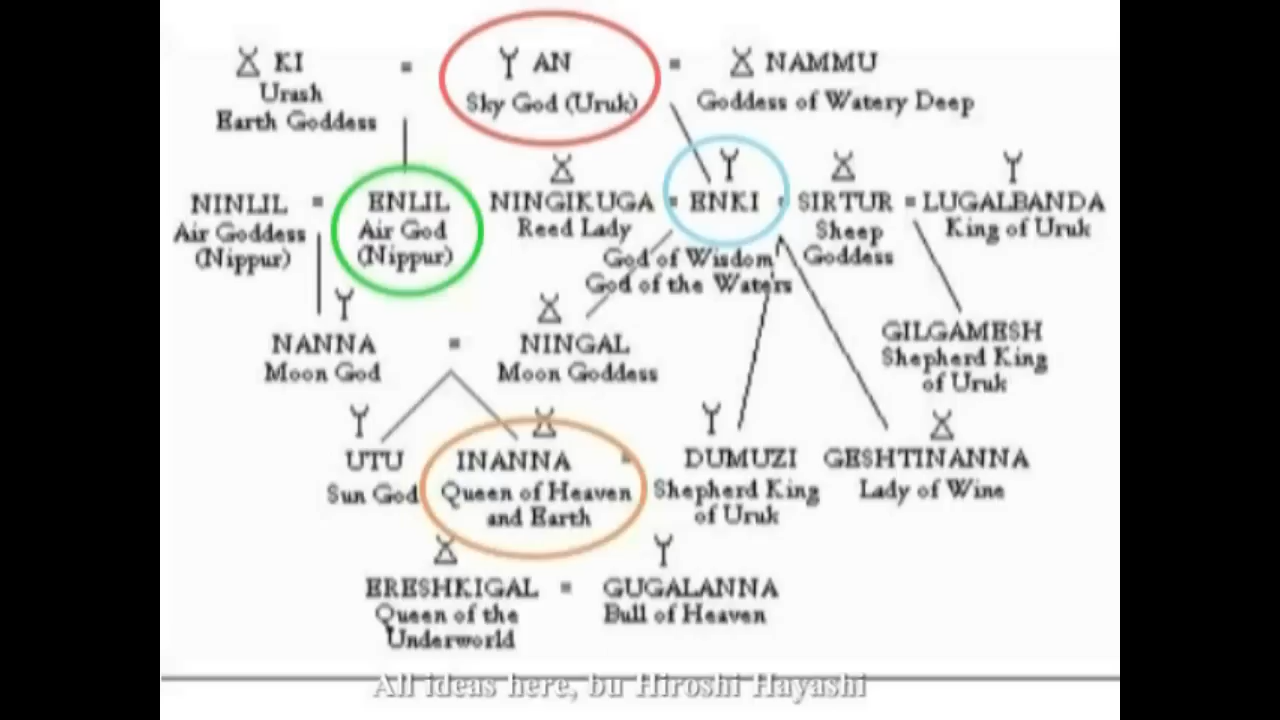 KI
Urash
Earth Goddess
AN
Sky God (Uruk)
NAMMU
Goddess of Watery Deep
NINLIL
Air Goddess
(Nippur)
ENLIL
Air God
(Nippur)
NINGIKUGA
Reed Lady
ENKI
God of Wisdom
God of the Waters
SIRTUR
Sheep
Goddess
LUGALBANDA
King of Uruk
NANNA
Moon God
NINGAL
Moon Goddess
GILGAMESH
Shepherd King
of Uruk
UTU
Sun God
INANNA
Queen of Heaven
and Earth
DUMUZI
Shepherd King
of Uruk
GESHTINANNA
Lady of Wine
ERESHKIGAL
Queen of the
Underworld
GUGALANNA
Bull of Heaven
All ideas here, bu Hiroshi Hayashi